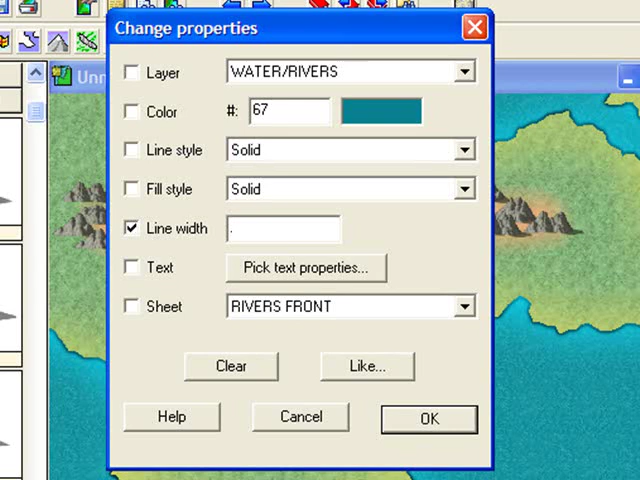 Unn
Change properties
Layer WATER/RIVERS
Color #: 67
Line style Solid
Fill style Solid
Line width .
Text Pick text properties...
Sheet RIVERS FRONT
Clear Like...
Help Cancel OK